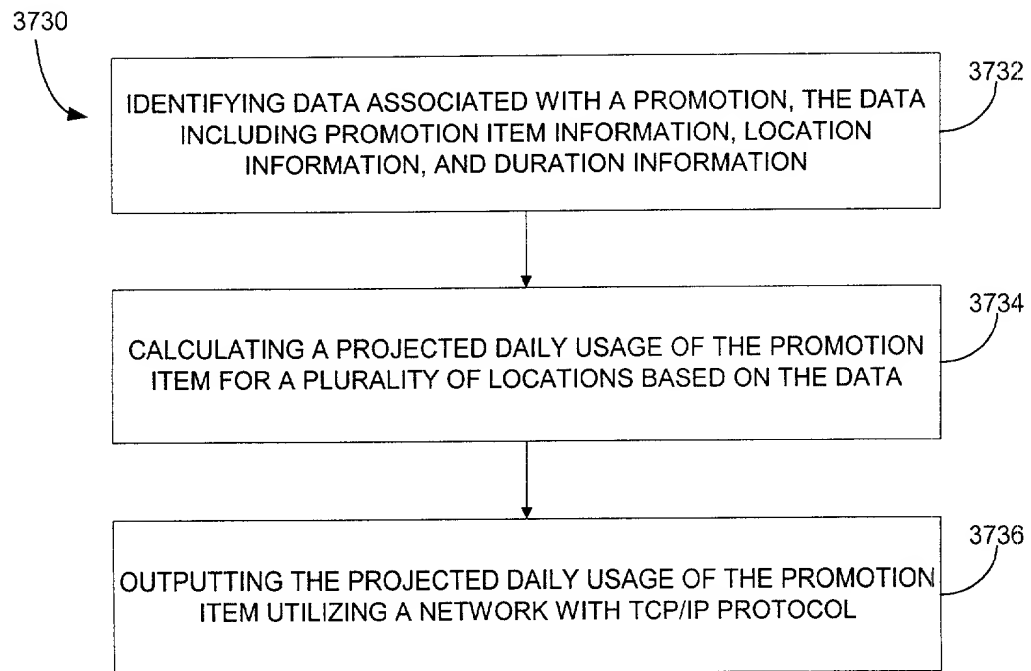 3730
3732
IDENTIFYING DATA ASSOCIATED WITH A PROMOTION, THE DATA
INCLUDING PROMOTION ITEM INFORMATION, LOCATION
INFORMATION, AND DURATION INFORMATION
3734
CALCULATING A PROJECTED DAILY USAGE OF THE PROMOTION
ITEM FOR A PLURALITY OF LOCATIONS BASED ON THE DATA
3736
OUTPUTTING THE PROJECTED DAILY USAGE OF THE PROMOTION
ITEM UTILIZING A NETWORK WITH TCP/IP PROTOCOL